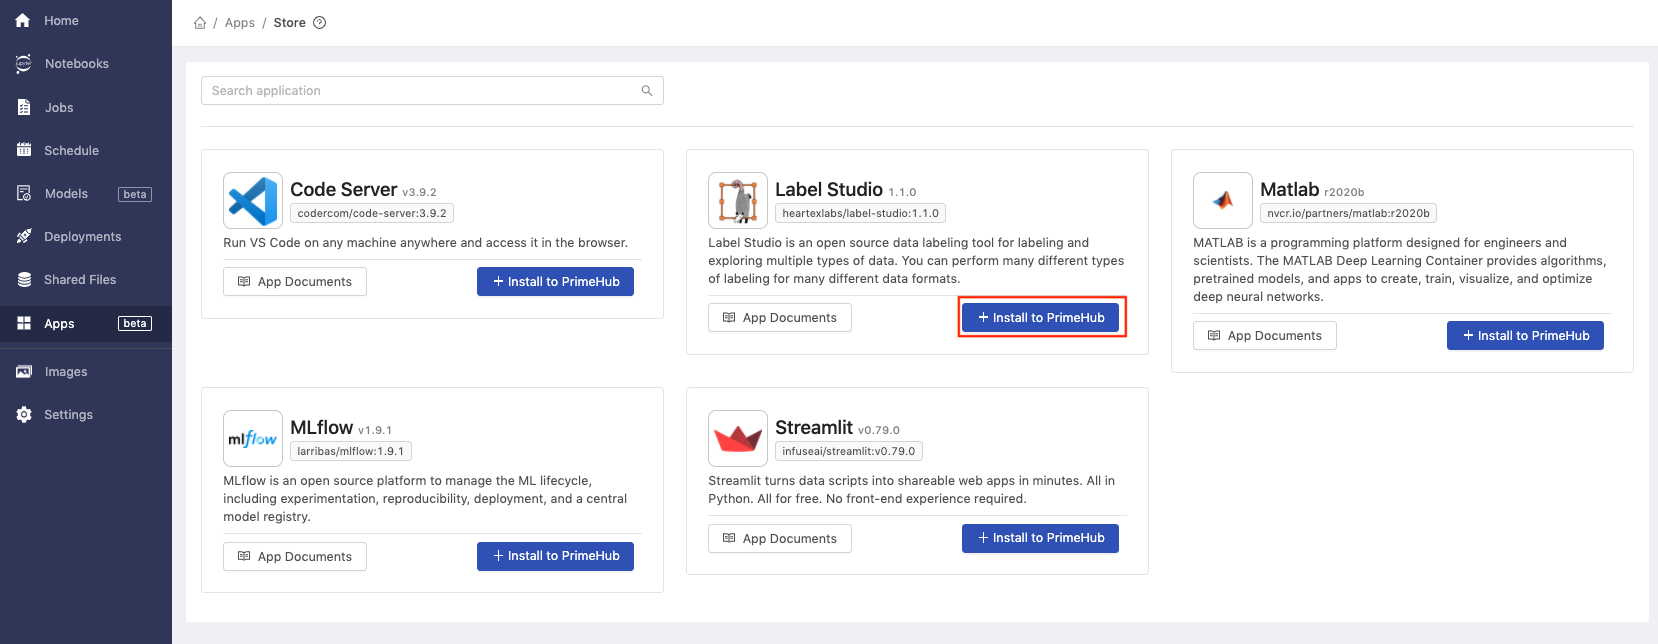 Home
Notebooks
Jobs
Schedule
Models beta
Deployments
Shared Files
Apps beta
Images
Settings
/ Apps / Store ?
Search application
Code Server v3.9.2
codercom/code-server:3.9.2
Run VS Code on any machine anywhere and access it in the browser.
App Documents
+ Install to PrimeHub
Label Studio 1.1.0
heartexlabs/label-studio:1.1.0
Label Studio is an open source data labeling tool for labeling and
exploring multiple types of data. You can perform many different types
of labeling for many different data formats.
App Documents
+ Install to PrimeHub
Matlab r2020b
nvcr.io/partners/matlab:r2020b
MATLAB is a programming platform designed for engineers and
scientists. The MATLAB Deep Learning Container provides algorithms,
pretrained models, and apps to create, train, visualize, and optimize
deep neural networks.
App Documents
+ Install to PrimeHub
mlflow
MLflow v1.9.1
larribas/mlflow:1.9.1
MLflow is an open source platform to manage the ML lifecycle,
including experimentation, reproducibility, deployment, and a central
model registry.
App Documents
+ Install to PrimeHub
Streamlit v0.79.0
infuseai/streamlit:v0.79.0
Streamlit turns data scripts into shareable web apps in minutes. All in
Python. All for free. No front-end experience required.
App Documents
+ Install to PrimeHub